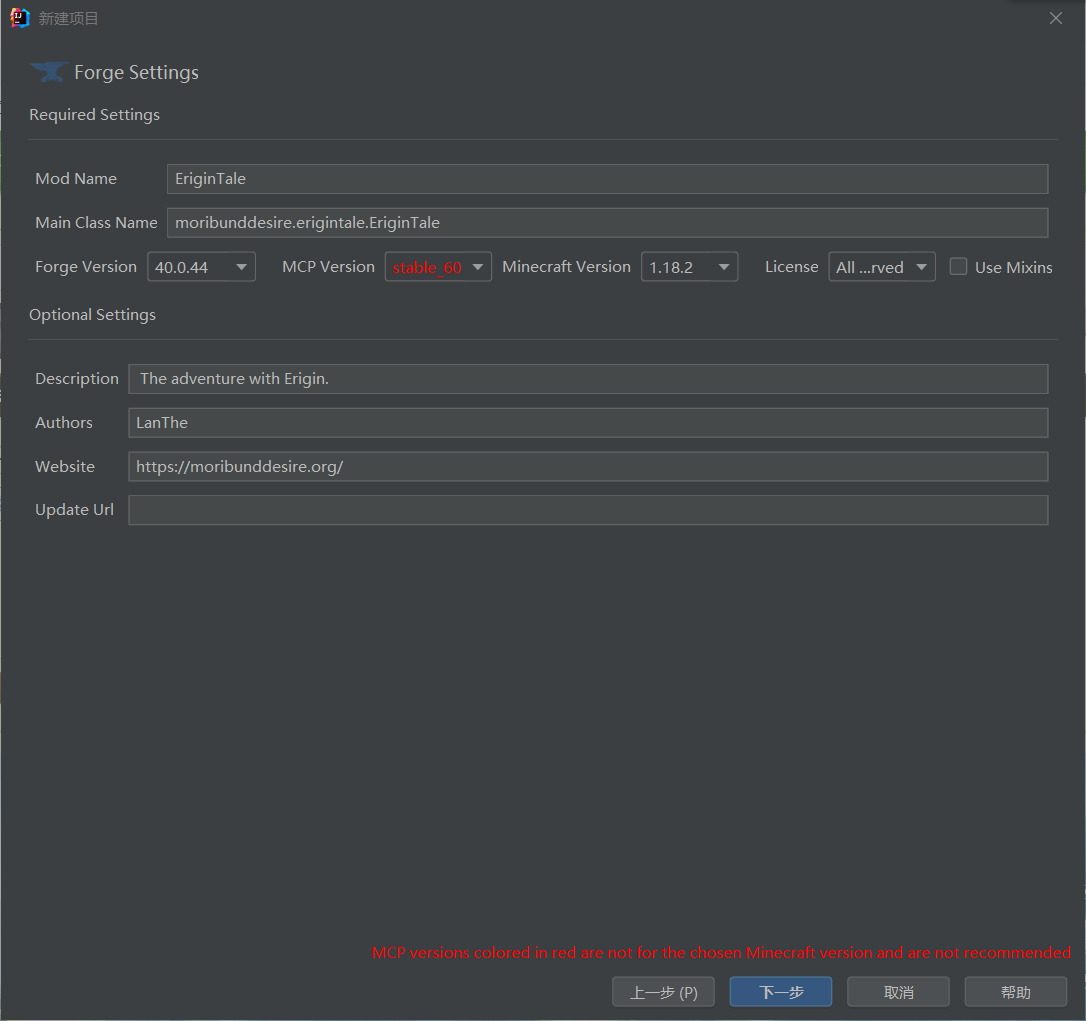 新建项目
Forge Settings
Required Settings
Mod Name EriginTale
Main Class Name moribunddesire.erigintale.EriginTale
Forge Version 40.0.44 MCP Version stable_60 Minecraft Version 1.18.2 License All ...rved Use Mixins
Optional Settings
Description The adventure with Erigin.
Authors LanThe
Website https://moribunddesire.org/
Update Url
MCP versions colored in red are not for the chosen Minecraft version and are not recommended
上一步 (P) 下一步 取消 帮助